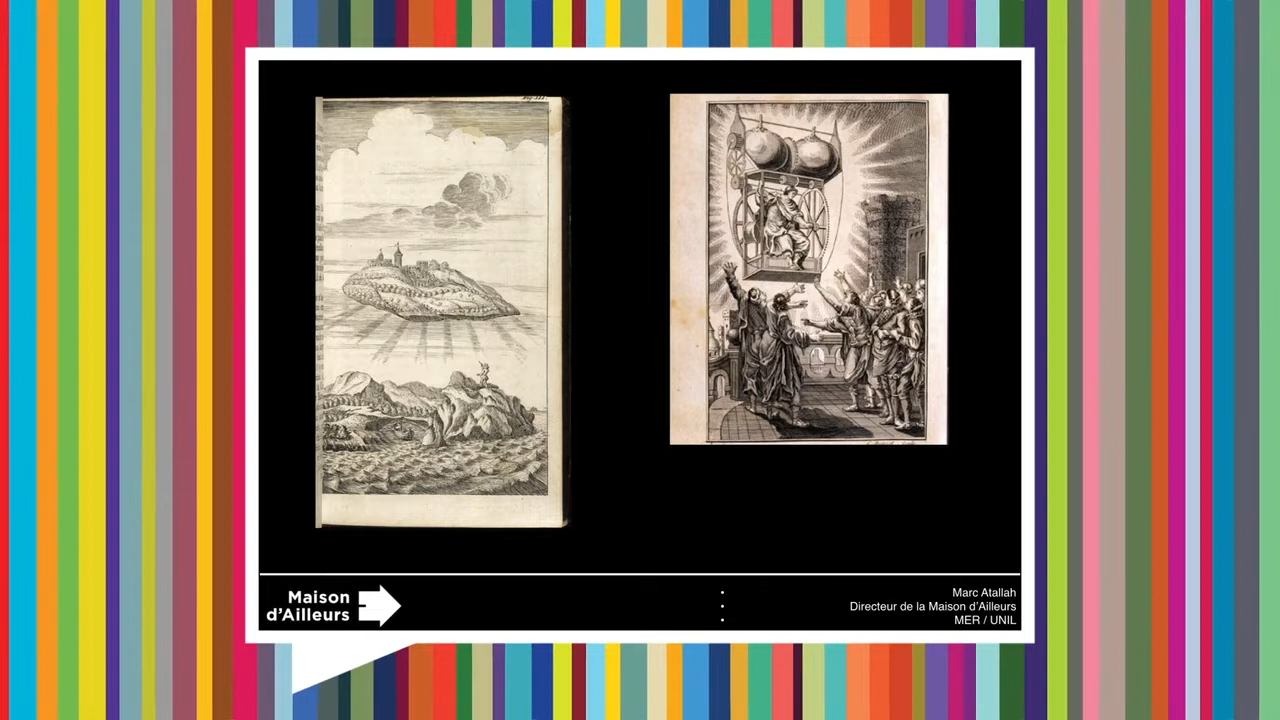 Maison
d'Ailleurs
Marc Atallah
Directeur de la Maison d'Ailleurs
MER / UNIL